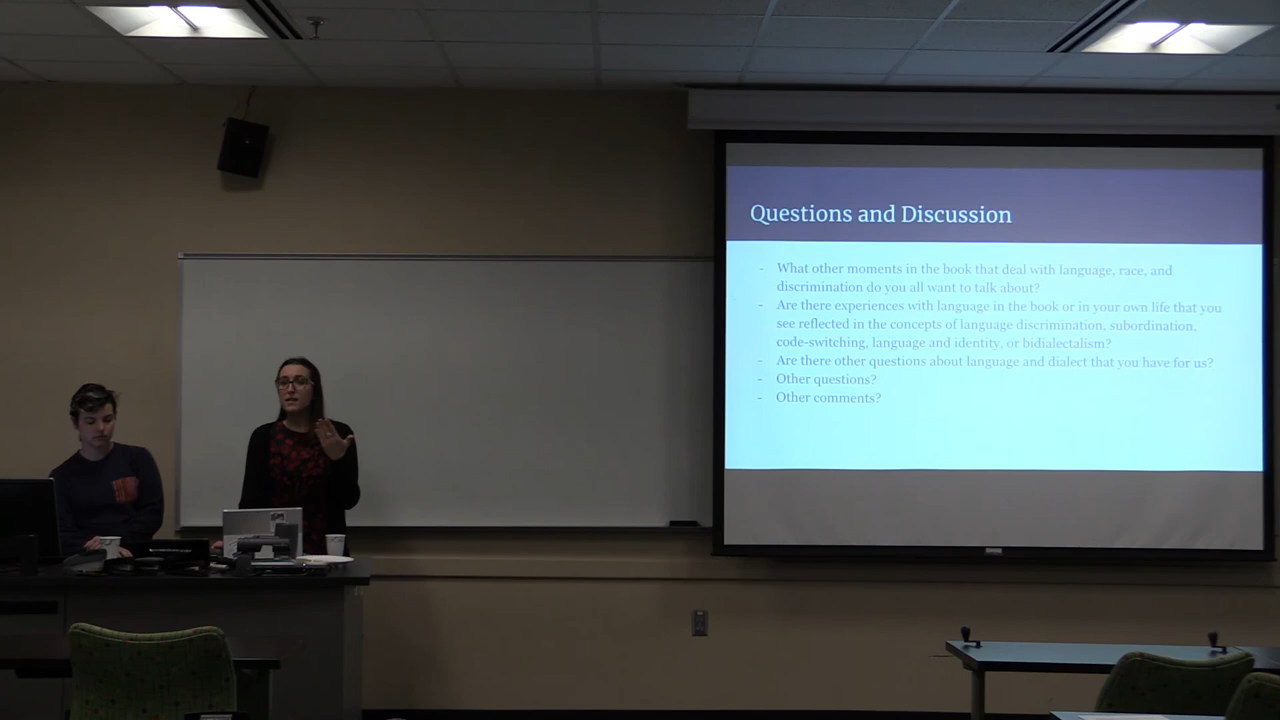 Questions and Discussion
- What other moments in the book that deal with language, race, and
discrimination do you all want to talk about?
- Are there experiences with language in the book or in your own life that you
see reflected in the concepts of language discrimination, subordination,
code-switching, language and identity, or bidialectalism?
- Are there other questions about language and dialect that you have for us?
- Other questions?
- Other comments?